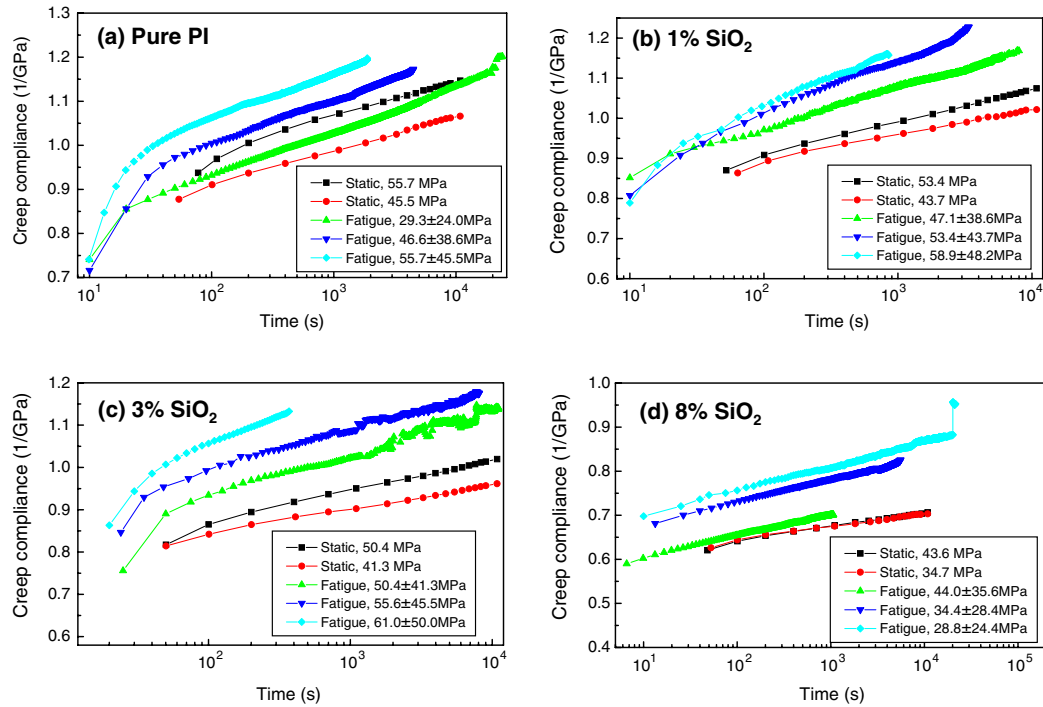 (a) Pure PI
Creep compliance (1/GPa)
1.3
1.2
1.1
1.0
0.9
0.8
0.7
Static, 55.7 MPa
Static, 45.5 MPa
Fatigue, 29.3±24.0MPa
Fatigue, 46.6±38.6MPa
Fatigue, 55.7±45.5MPa
10¹ 10² 10³ 10⁴
Time (s)
(b) 1% SiO₂
Creep compliance (1/GPa)
1.2
1.1
1.0
0.9
0.8
0.7
0.6
Static, 53.4 MPa
Static, 43.7 MPa
Fatigue, 47.1±38.6MPa
Fatigue, 53.4±43.7MPa
Fatigue, 58.9±48.2MPa
10¹ 10² 10³ 10⁴
Time (s)
(c) 3% SiO₂
Creep compliance (1/GPa)
1.2
1.1
1.0
0.9
0.8
0.7
0.6
Static, 50.4 MPa
Static, 41.3 MPa
Fatigue, 50.4±41.3MPa
Fatigue, 55.6±45.5MPa
Fatigue, 61.0±50.0MPa
10² 10³ 10⁴
Time (s)
(d) 8% SiO₂
Creep compliance (1/GPa)
1.0
0.9
0.8
0.7
0.6
0.5
0.4
Static, 43.6 MPa
Static, 34.7 MPa
Fatigue, 44.0±35.6MPa
Fatigue, 34.4±28.4MPa
Fatigue, 28.8±24.4MPa
10¹ 10² 10³ 10⁴ 10⁵
Time (s)